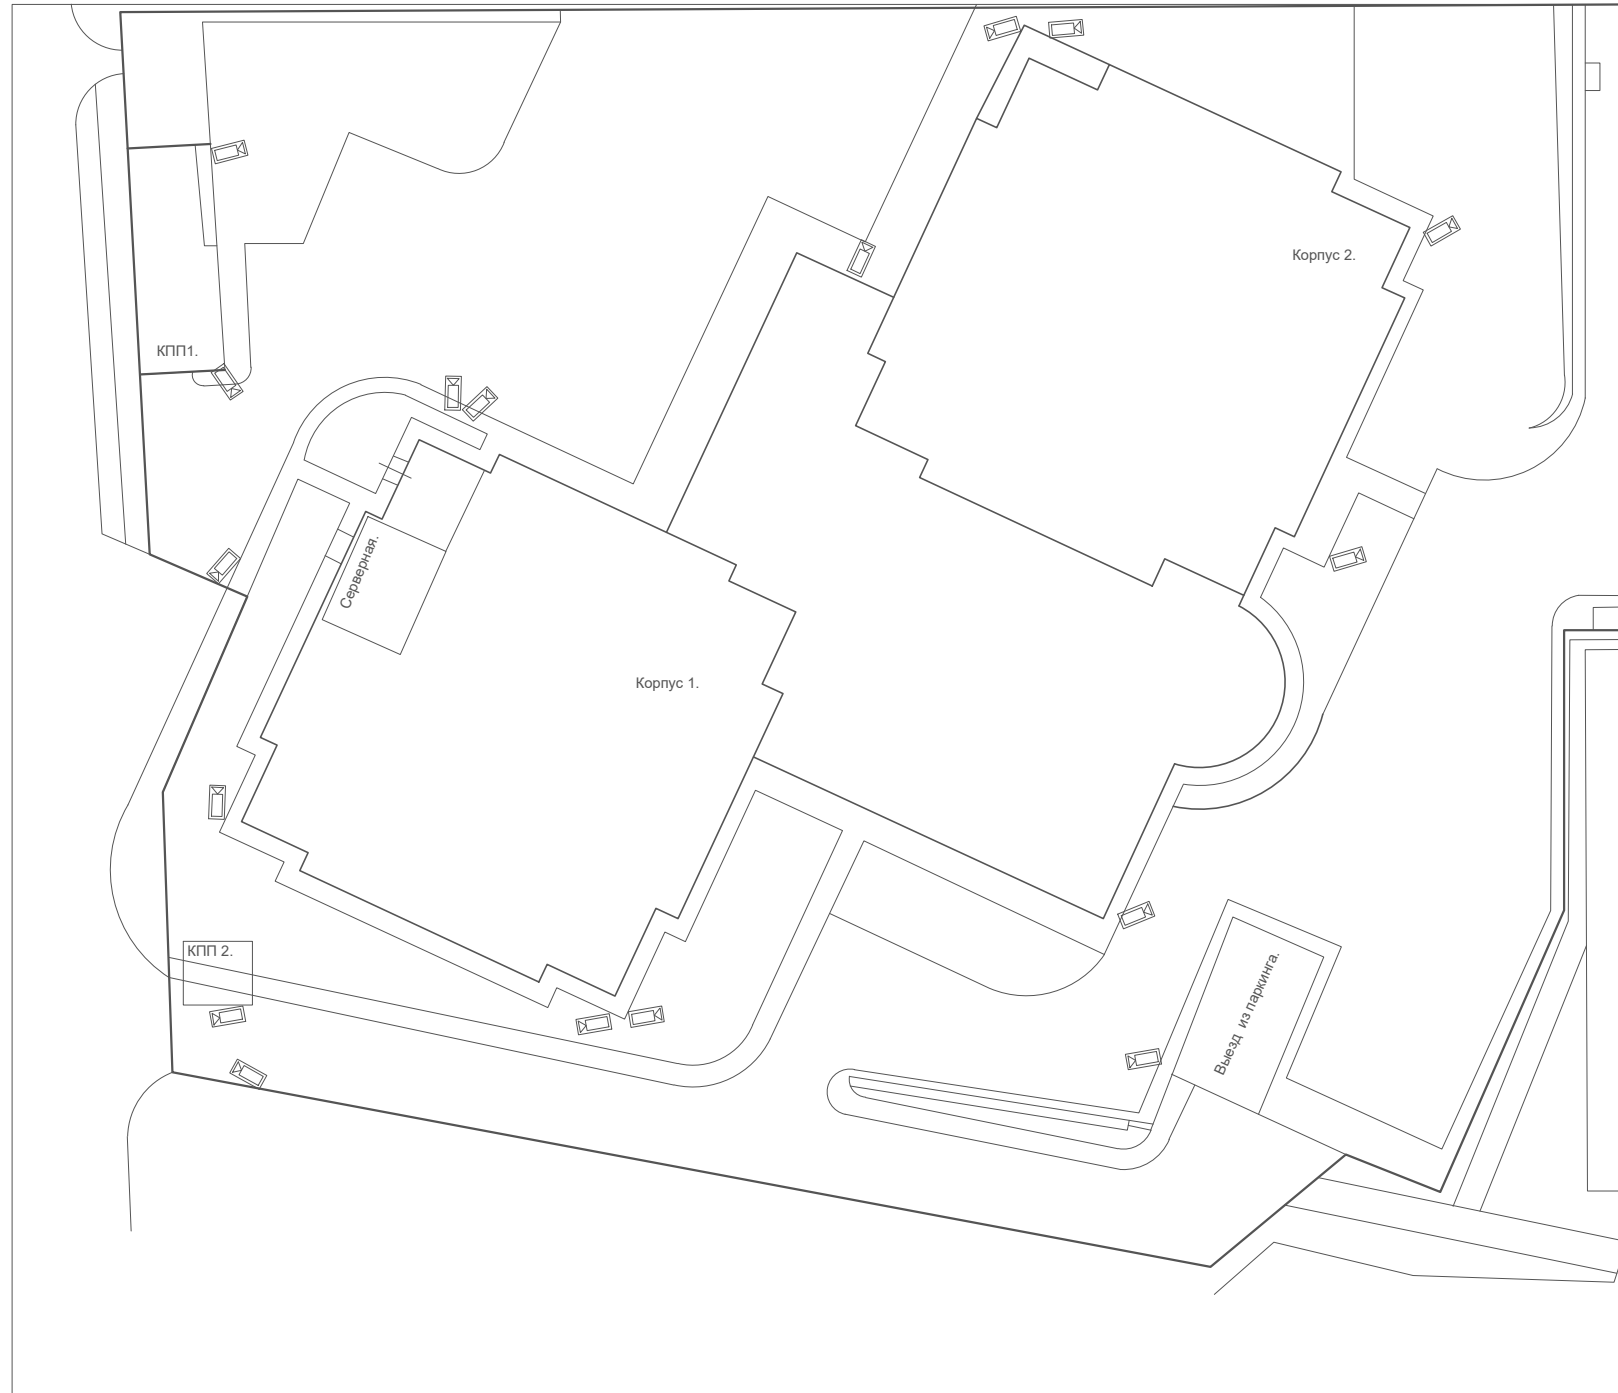 Корпус 2.
КПП1.
Серверная.
Корпус 1.
КПП 2.
Выезд из паркинга.